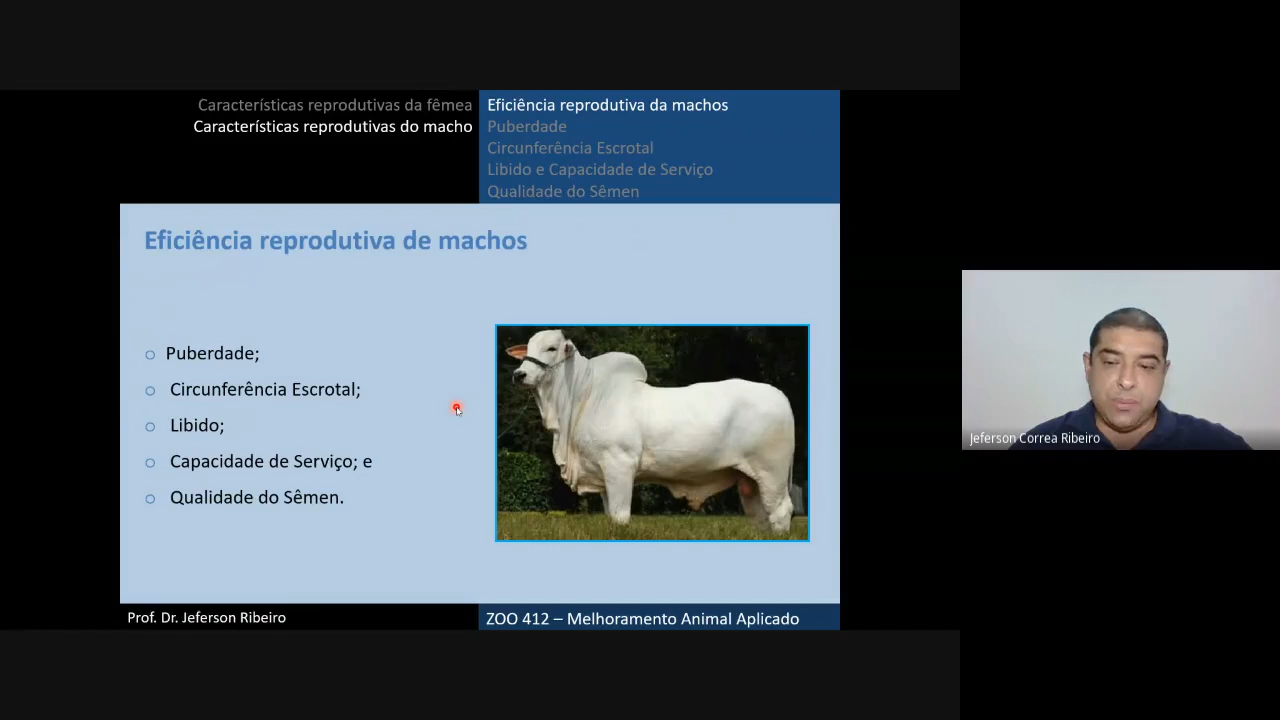 Características reprodutivas da fêmea
Características reprodutivas do macho
Eficiência reprodutiva da machos
Puberdade
Circunferência Escrotal
Libido e Capacidade de Serviço
Qualidade do Sêmen
Eficiência reprodutiva de machos
Puberdade;
Circunferência Escrotal;
Libido;
Capacidade de Serviço; e
Qualidade do Sêmen.
Jeferson Correa Ribeiro
Prof. Dr. Jeferson Ribeiro
ZOO 412 – Melhoramento Animal Aplicado